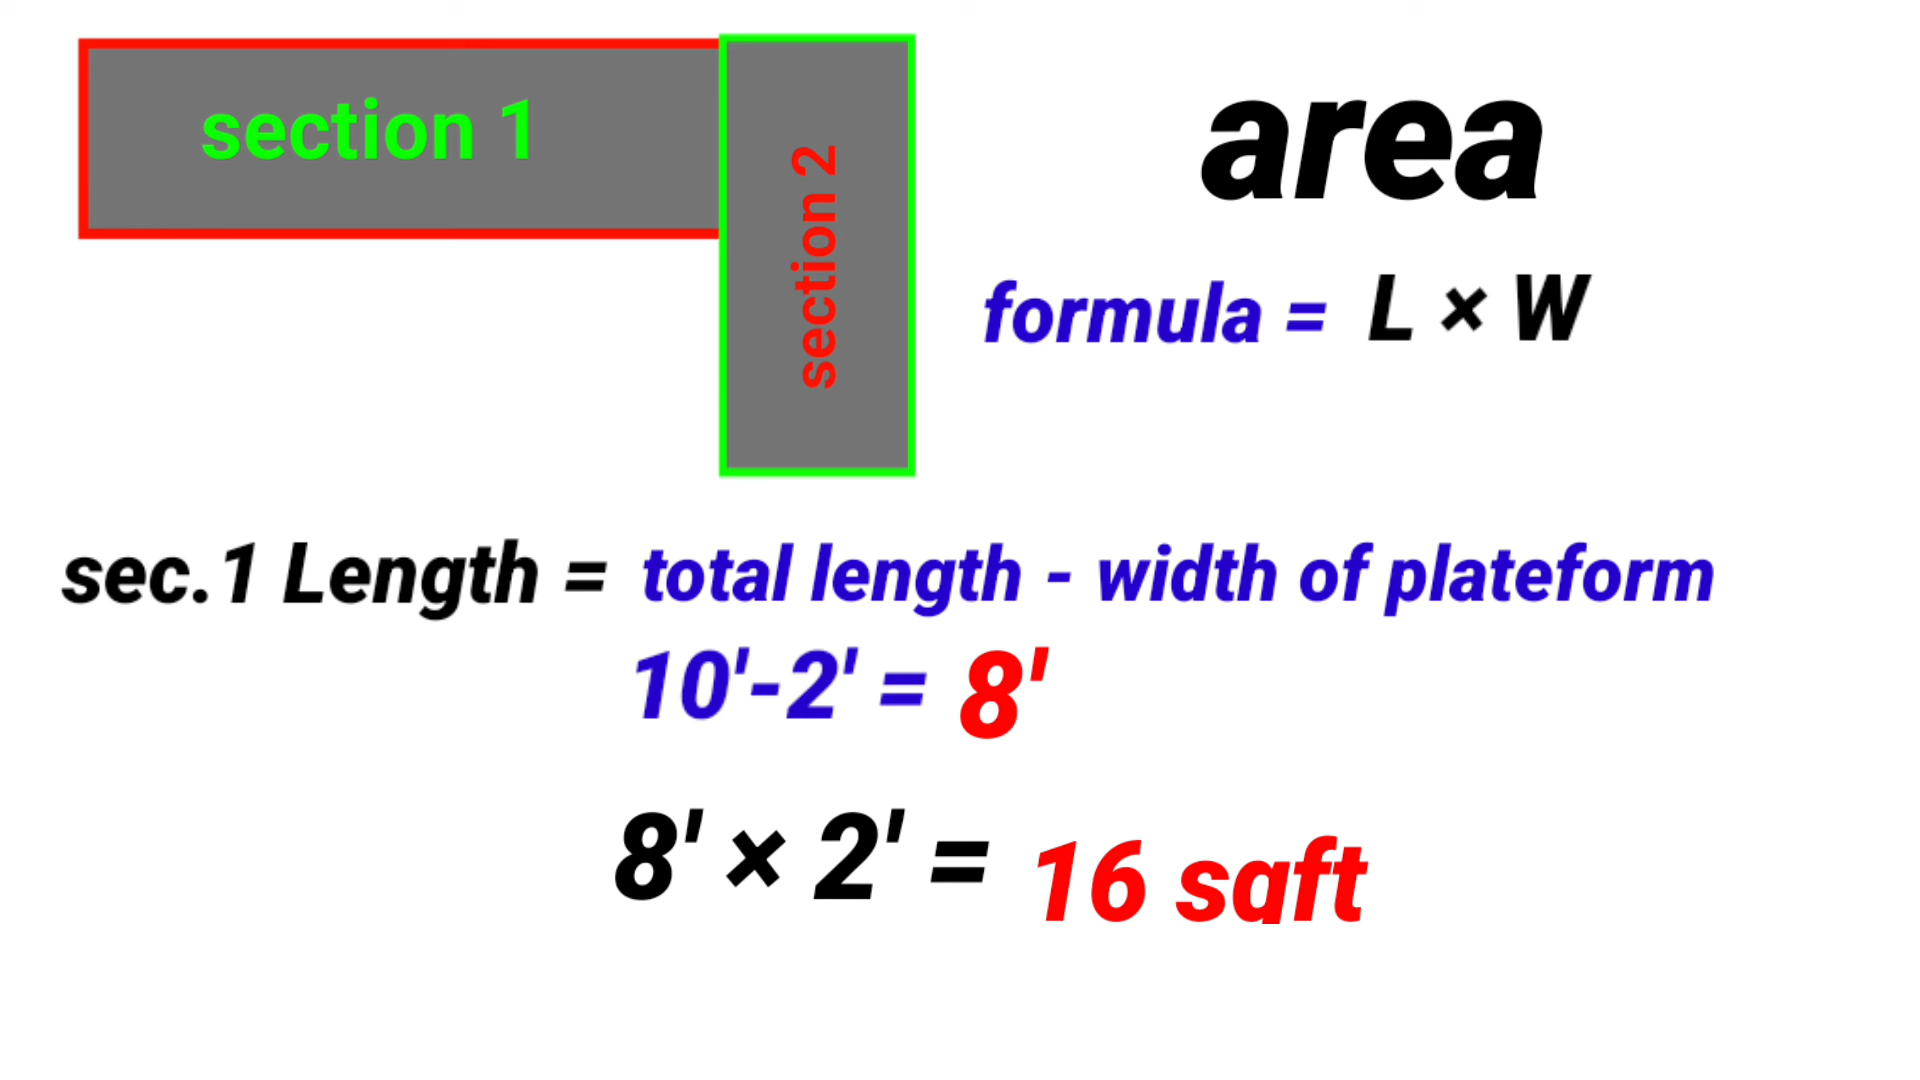 section 1
section 2
area
formula = L × W
sec.1 Length = total length - width of plateform
10'-2' = 8'
8' × 2' = 16 sqft